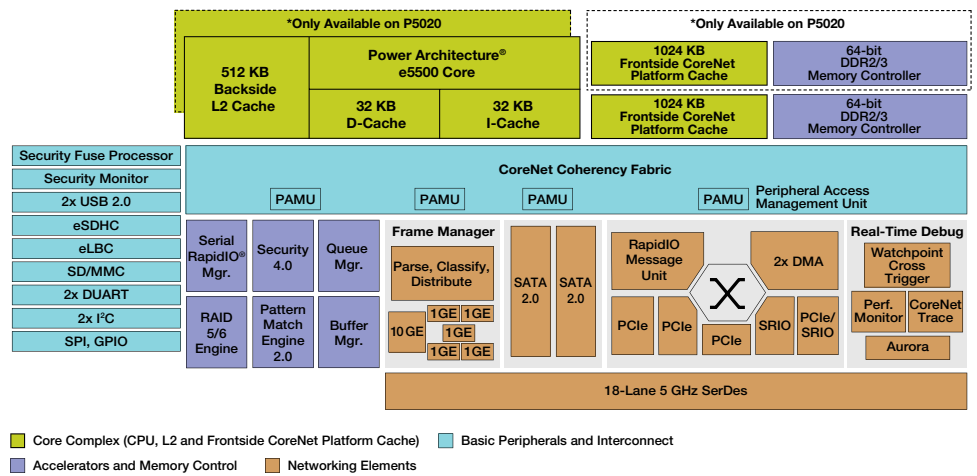 *Only Available on P5020
*Only Available on P5020
512 KB
Backside
L2 Cache
Power Architecture®
e5500 Core
32 KB
D-Cache
32 KB
I-Cache
1024 KB
Frontside CoreNet
Platform Cache
64-bit
DDR2/3
Memory Controller
1024 KB
Frontside CoreNet
Platform Cache
64-bit
DDR2/3
Memory Controller
Security Fuse Processor
Security Monitor
2x USB 2.0
eSDHC
eLBC
SD/MMC
2x DUART
2x I²C
SPI, GPIO
CoreNet Coherency Fabric
PAMU
PAMU
PAMU
PAMU
Peripheral Access
Management Unit
Serial
RapidIO®
Mgr.
Security
4.0
Queue
Mgr.
RAID
5/6
Engine
Pattern
Match
Engine
2.0
Buffer
Mgr.
Frame Manager
Parse, Classify,
Distribute
10GE
1GE
1GE
1GE
1GE
1GE
SATA
2.0
SATA
2.0
RapidIO
Message
Unit
2x DMA
PCIe
PCIe
PCIe
SRIO
PCIe/
SRIO
Real-Time Debug
Watchpoint
Cross
Trigger
Perf.
Monitor
CoreNet
Trace
Aurora
18-Lane 5 GHz SerDes
Core Complex (CPU, L2 and Frontside CoreNet Platform Cache)
Basic Peripherals and Interconnect
Accelerators and Memory Control
Networking Elements